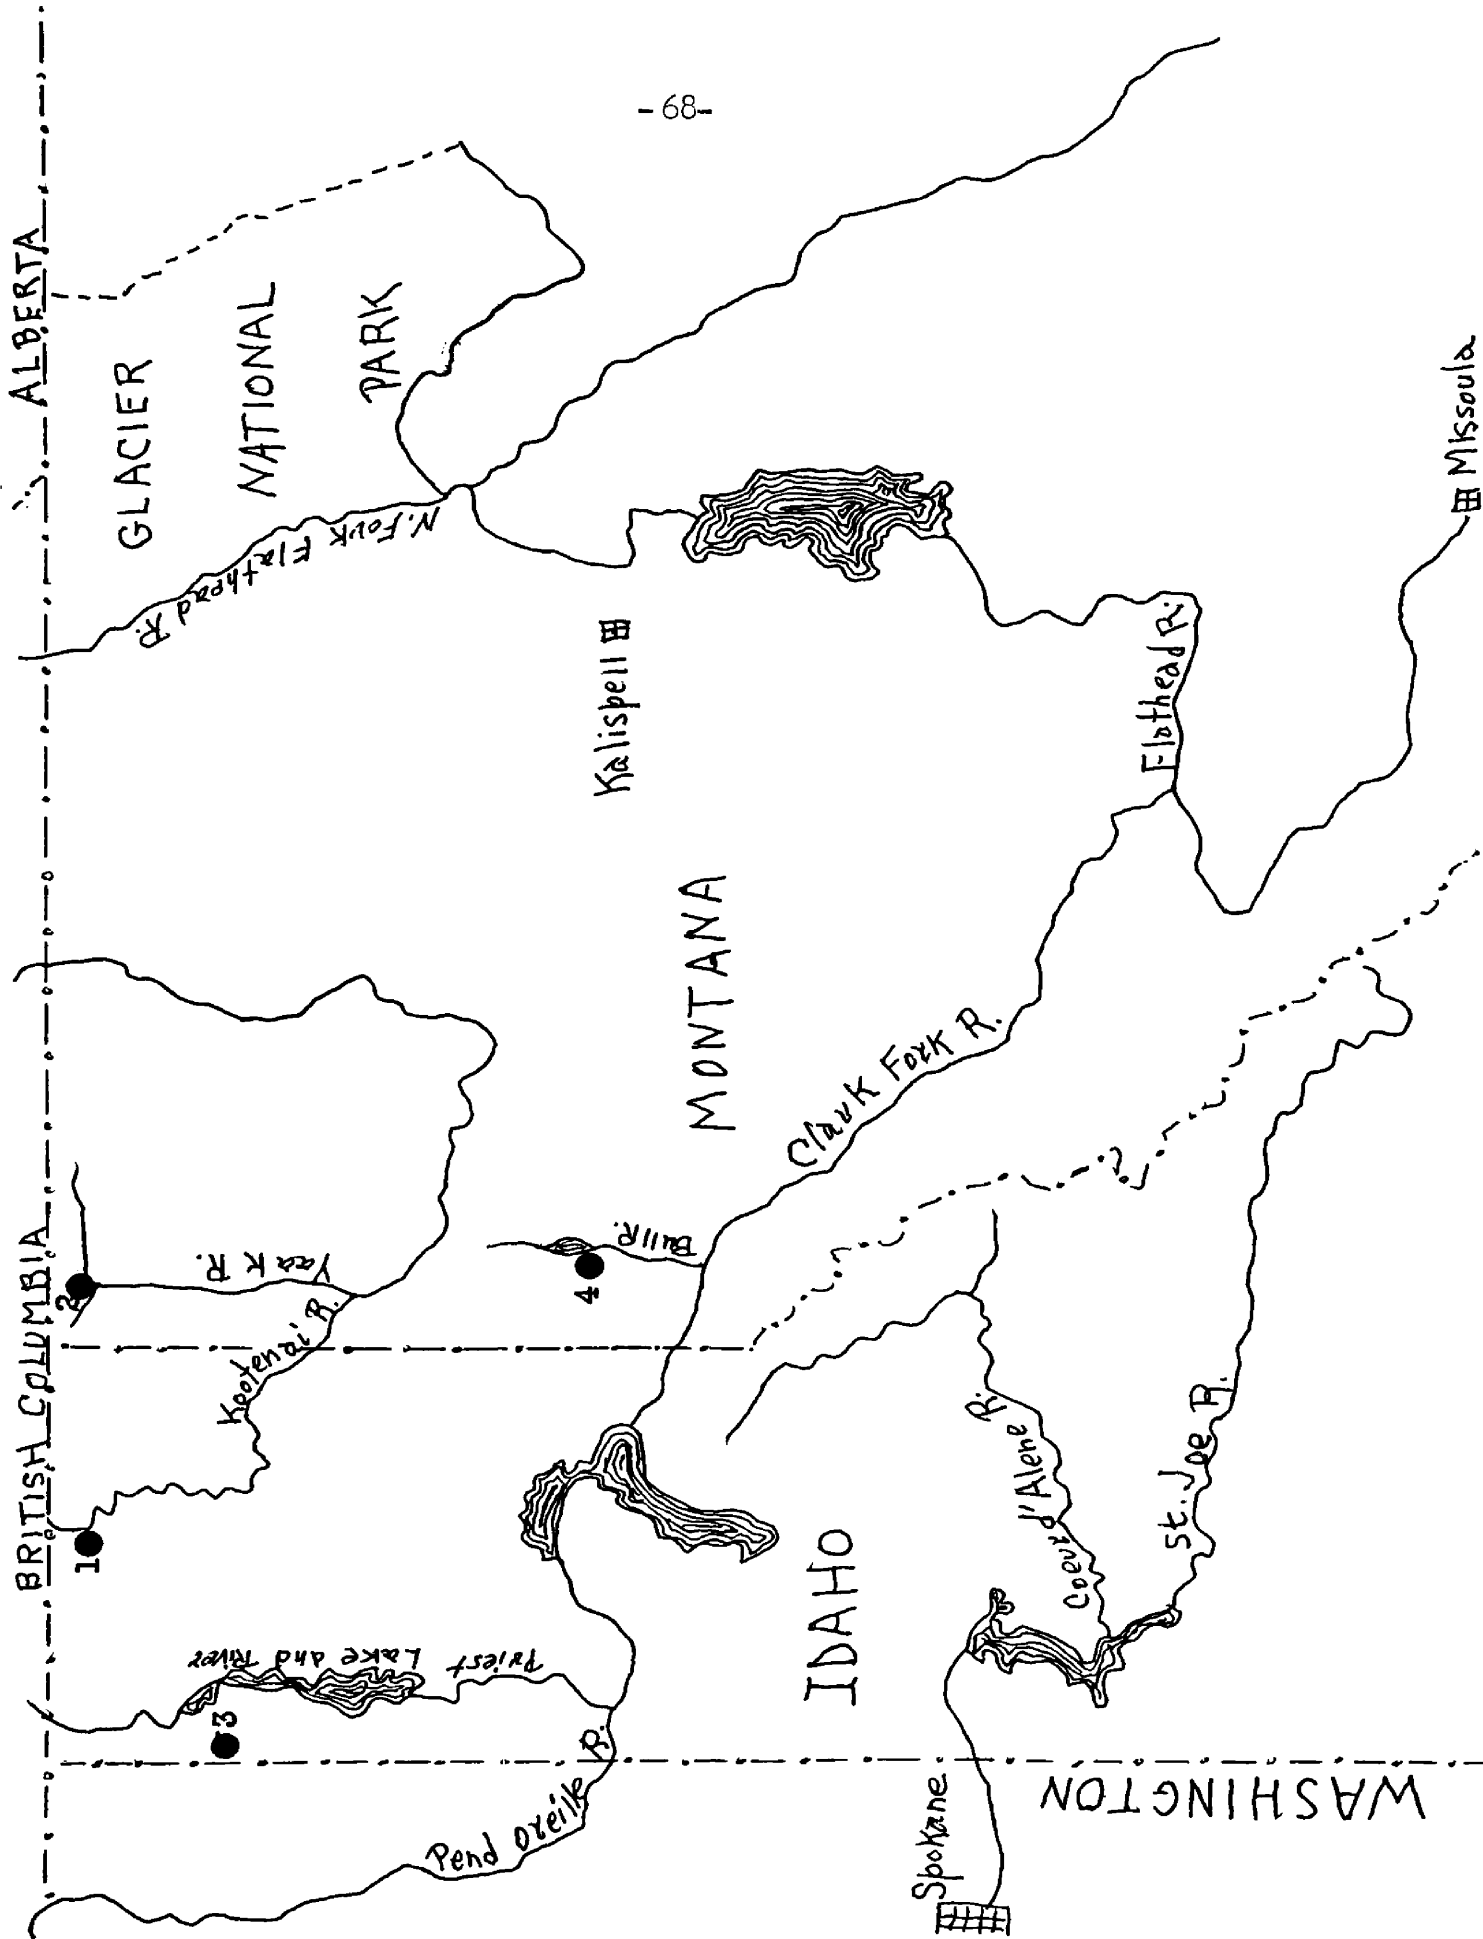 -68-
BRITISH COLUMBIA
ALBERTA
GLACIER
NATIONAL
PARK
N. Fork Flathead R.
Kalispell
MONTANA
Flathead R.
Missoula
Clark Fork R.
Bull R.
4
2
Yaak R.
Kootenai R.
1
Priest
Lake and River
3
Pend Oreille R.
IDAHO
Coeur d'Alene R.
St. Joe R.
Spokane
WASHINGTON